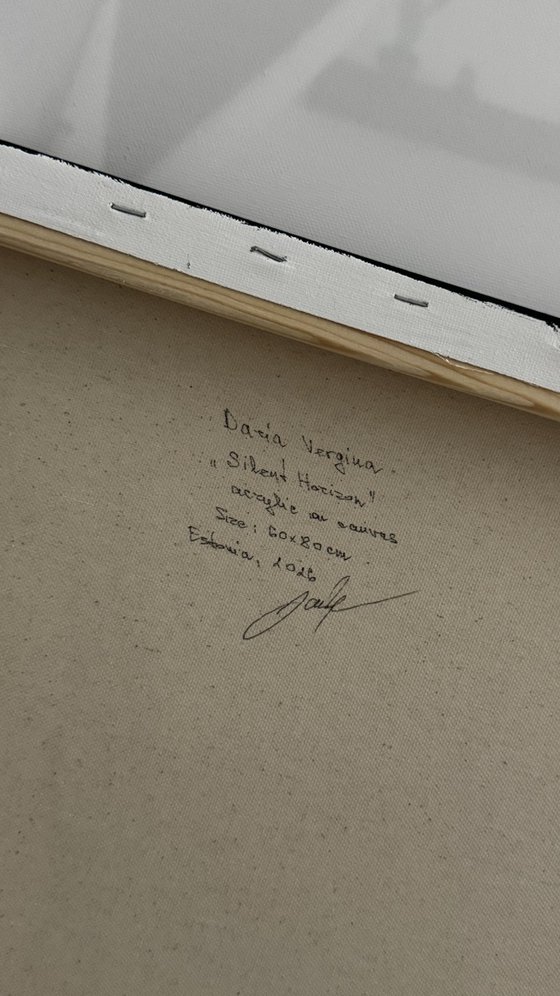 Daria Vergina.
„Silent Horizon"
acrylic on canvas
Size: 60x80cm.
Estonia, 2026